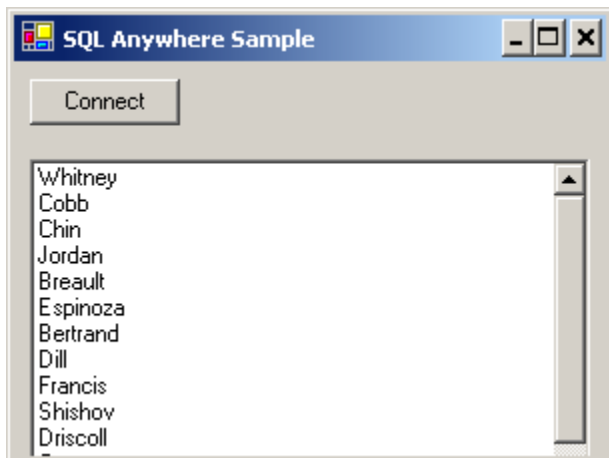 SQL Anywhere Sample
Connect
Whitney
Cobb
Chin
Jordan
Breault
Espinoza
Bertrand
Dill
Francis
Shishov
Driscoll